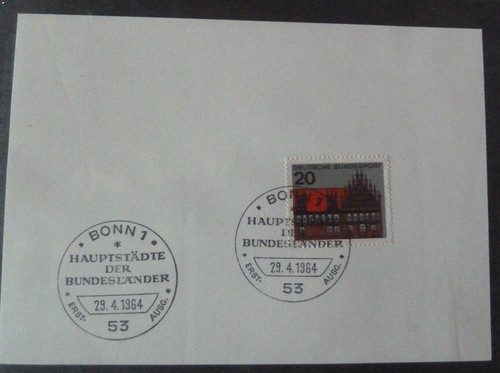 DEUTSCHE BUNDESPOST
20
BONN 1
*
HAUPTSTÄDTE
DER
BUNDESLÄNDER
29.4.1964
ERST-
AUSG.
53
BONN 1
HAUPTSTÄDTE
DER
BUNDESLÄNDER
29.4.1964
ERST-
AUSG.
53